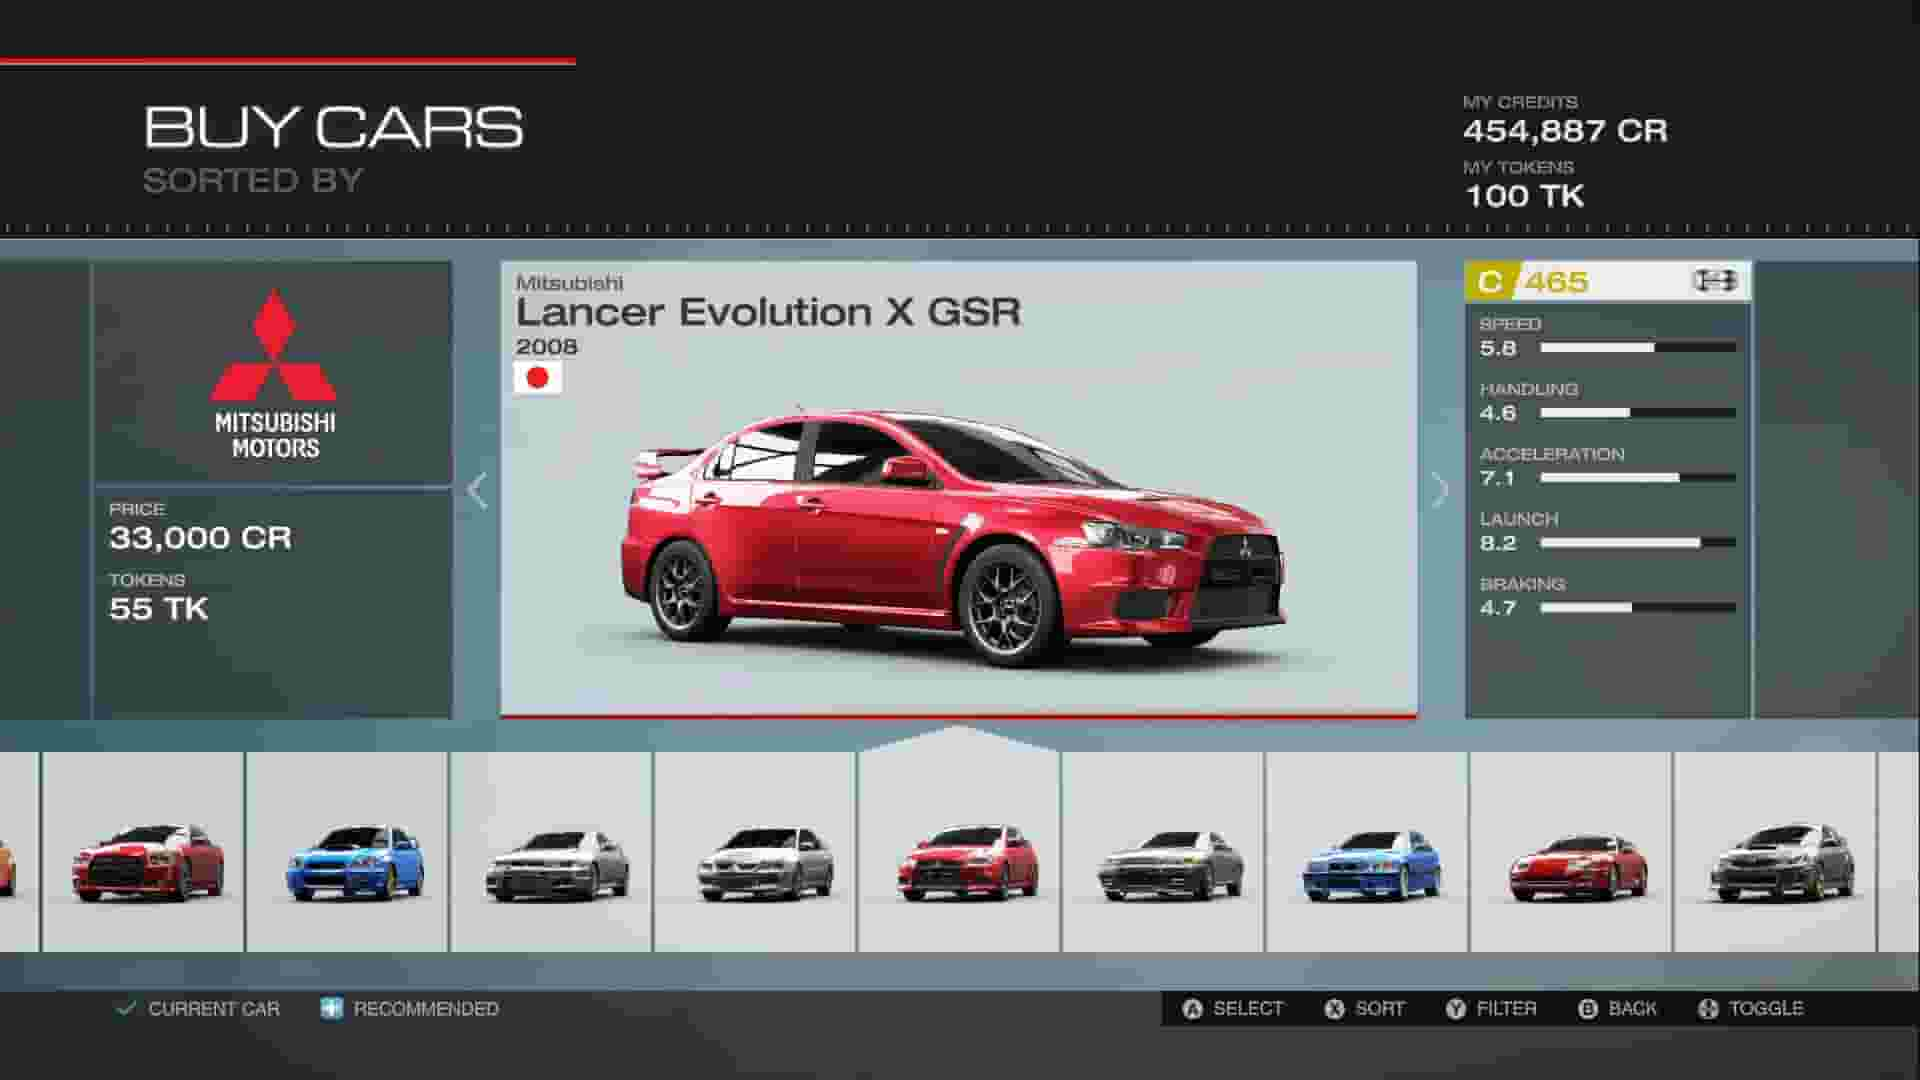 BUY CARS
SORTED BY
MY CREDITS
454,887 CR
MY TOKENS
100 TK
MITSUBISHI
MOTORS
PRICE
33,000 CR
TOKENS
55 TK
Mitsubishi
Lancer Evolution X GSR
2008
C 465
SPEED
5.8
HANDLING
4.6
ACCELERATION
7.1
LAUNCH
8.2
BRAKING
4.7
CURRENT CAR
RECOMMENDED
A SELECT
X SORT
Y FILTER
B BACK
TOGGLE